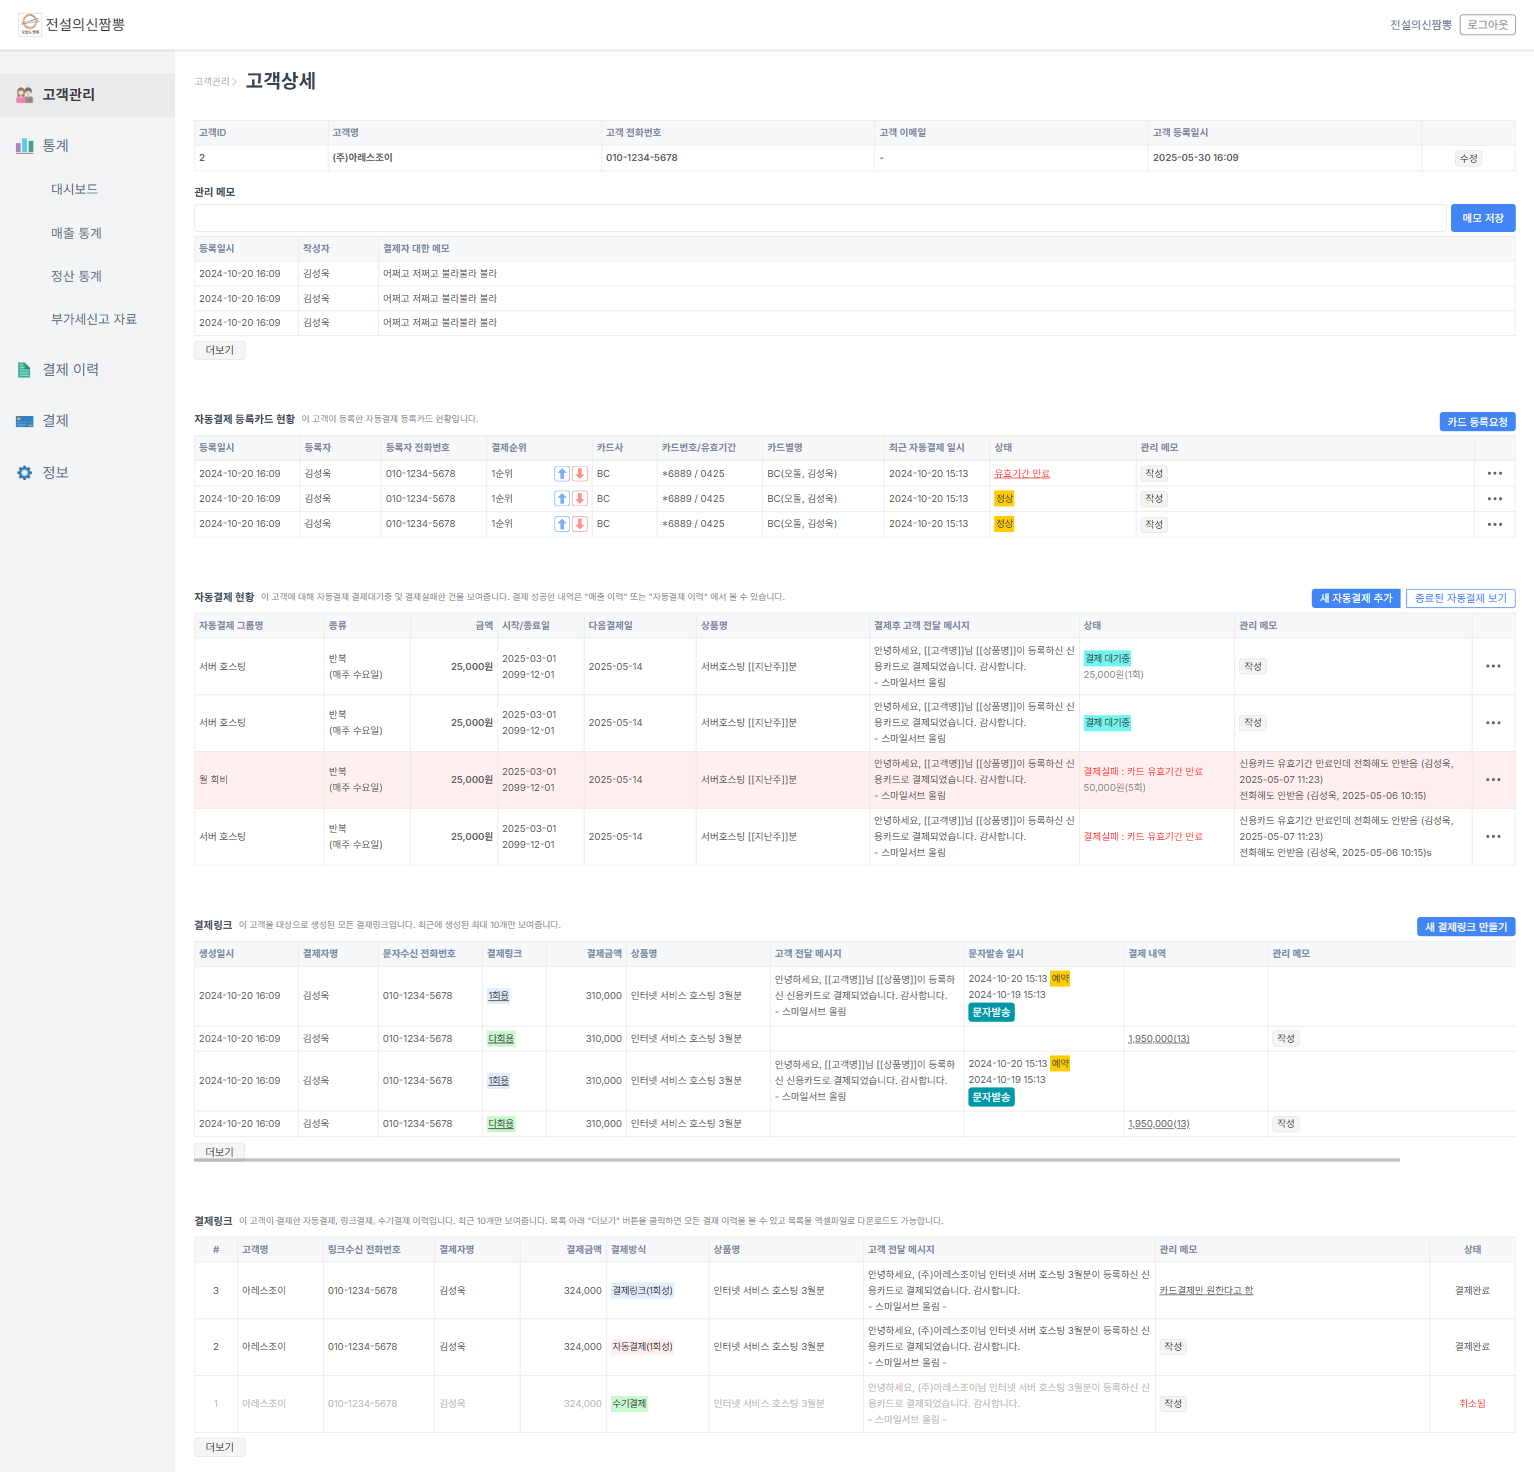 전설의신짬뽕
전설의신짬뽕 로그아웃
고객관리
통계
대시보드
매출 통계
정산 통계
부가세신고 자료
결제 이력
결제
정보
고객관리 > 고객상세
고객ID 고객명 고객 전화번호 고객 이메일 고객 등록일시
2 (주)아레스조이 010-1234-5678 - 2025-05-30 16:09 수정
관리 메모
메모 저장
등록일시 작성자 결제자 대한 메모
2024-10-20 16:09 김성욱 어쩌고 저쩌고 블라블라 블라
2024-10-20 16:09 김성욱 어쩌고 저쩌고 블라블라 블라
2024-10-20 16:09 김성욱 어쩌고 저쩌고 블라블라 블라
더보기
자동결제 등록카드 현황 이 고객이 등록한 자동결제 등록카드 현황입니다. 카드 등록요청
등록일시 등록자 등록자 전화번호 결제순위 카드사 카드번호/유효기간 카드별명 최근 자동결제 일시 상태 관리 메모
2024-10-20 16:09 김성욱 010-1234-5678 1순위 BC *6889 / 0425 BC(오돌, 김성욱) 2024-10-20 15:13 유효기간 만료 작성
2024-10-20 16:09 김성욱 010-1234-5678 1순위 BC *6889 / 0425 BC(오돌, 김성욱) 2024-10-20 15:13 정상 작성
2024-10-20 16:09 김성욱 010-1234-5678 1순위 BC *6889 / 0425 BC(오돌, 김성욱) 2024-10-20 15:13 정상 작성
자동결제 현황 이 고객에 대해 자동결제 결제대기중 및 결제실패한 건을 보여줍니다. 결제 성공한 내역은 "매출 이력" 또는 "자동결제 이력" 에서 볼 수 있습니다. 새 자동결제 추가 종료된 자동결제 보기
자동결제 그룹명 종류 금액 시작/종료일 다음결제일 상품명 결제후 고객 전달 메시지 상태 관리 메모
서버 호스팅
반복
(매주 수요일)
25,000원
2025-03-01
2099-12-01
2025-05-14
서버호스팅 [[지난주]]분
안녕하세요, [[고객명]]님 [[상품명]]이 등록하신 신
용카드로 결제되었습니다. 감사합니다.
- 스마일서브 올림
결제 대기중
25,000원(1회)
작성
서버 호스팅
반복
(매주 수요일)
25,000원
2025-03-01
2099-12-01
2025-05-14
서버호스팅 [[지난주]]분
안녕하세요, [[고객명]]님 [[상품명]]이 등록하신 신
용카드로 결제되었습니다. 감사합니다.
- 스마일서브 올림
결제 대기중
작성
월 회비
반복
(매주 수요일)
25,000원
2025-03-01
2099-12-01
2025-05-14
서버호스팅 [[지난주]]분
안녕하세요, [[고객명]]님 [[상품명]]이 등록하신 신
용카드로 결제되었습니다. 감사합니다.
- 스마일서브 올림
결제실패 : 카드 유효기간 만료
50,000원(5회)
신용카드 유효기간 만료인데 전화해도 안받음 (김성욱,
2025-05-07 11:23)
전화해도 안받음 (김성욱, 2025-05-06 10:15)
서버 호스팅
반복
(매주 수요일)
25,000원
2025-03-01
2099-12-01
2025-05-14
서버호스팅 [[지난주]]분
안녕하세요, [[고객명]]님 [[상품명]]이 등록하신 신
용카드로 결제되었습니다. 감사합니다.
- 스마일서브 올림
결제실패 : 카드 유효기간 만료
신용카드 유효기간 만료인데 전화해도 안받음 (김성욱,
2025-05-07 11:23)
전화해도 안받음 (김성욱, 2025-05-06 10:15)s
결제링크 이 고객을 대상으로 생성된 모든 결제링크입니다. 최근에 생성된 최대 10개만 보여줍니다. 새 결제링크 만들기
생성일시 결제자명 문자수신 전화번호 결제링크 결제금액 상품명 고객 전달 메시지 문자발송 일시 결제 내역 관리 메모
2024-10-20 16:09 김성욱 010-1234-5678 1회용 310,000 인터넷 서비스 호스팅 3월분
안녕하세요, [[고객명]]님 [[상품명]]이 등록하
신 신용카드로 결제되었습니다. 감사합니다.
- 스마일서브 올림
2024-10-20 15:13 예약
2024-10-19 15:13
문자발송
2024-10-20 16:09 김성욱 010-1234-5678 다회용 310,000 인터넷 서비스 호스팅 3월분 1,950,000(13) 작성
2024-10-20 16:09 김성욱 010-1234-5678 1회용 310,000 인터넷 서비스 호스팅 3월분
안녕하세요, [[고객명]]님 [[상품명]]이 등록하
신 신용카드로 결제되었습니다. 감사합니다.
- 스마일서브 올림
2024-10-20 15:13 예약
2024-10-19 15:13
문자발송
2024-10-20 16:09 김성욱 010-1234-5678 다회용 310,000 인터넷 서비스 호스팅 3월분 1,950,000(13) 작성
더보기
결제링크 이 고객이 결제한 자동결제, 링크결제, 수기결제 이력입니다. 최근 10개만 보여줍니다. 목록 아래 "더보기" 버튼을 클릭하면 모든 결제 이력을 볼 수 있고 목록을 엑셀파일로 다운로드도 가능합니다.
# 고객명 링크수신 전화번호 결제자명 결제금액 결제방식 상품명 고객 전달 메시지 관리 메모 상태
3 아레스조이 010-1234-5678 김성욱 324,000 결제링크(1회성) 인터넷 서비스 호스팅 3월분
안녕하세요, (주)아레스조이님 인터넷 서버 호스팅 3월분이 등록하신 신
용카드로 결제되었습니다. 감사합니다.
- 스마일서브 올림 -
카드결제만 원한다고 함 결제완료
2 아레스조이 010-1234-5678 김성욱 324,000 자동결제(1회성) 인터넷 서비스 호스팅 3월분
안녕하세요, (주)아레스조이님 인터넷 서버 호스팅 3월분이 등록하신 신
용카드로 결제되었습니다. 감사합니다.
- 스마일서브 올림 -
작성 결제완료
1 아레스조이 010-1234-5678 김성욱 324,000 수기결제 인터넷 서비스 호스팅 3월분
안녕하세요, (주)아레스조이님 인터넷 서버 호스팅 3월분이 등록하신 신
용카드로 결제되었습니다. 감사합니다.
- 스마일서브 올림 -
작성 취소됨
더보기